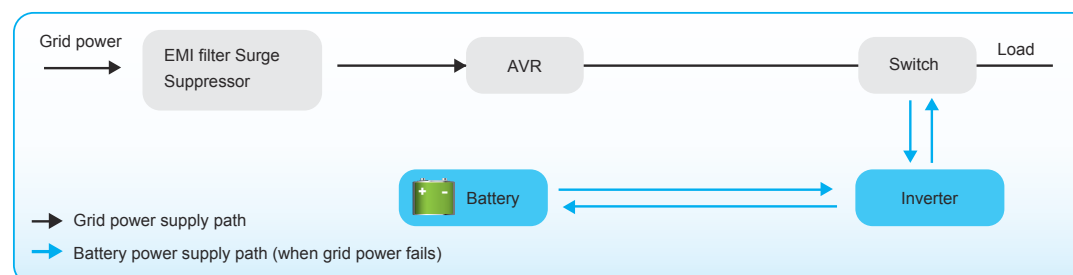 Grid power
EMI filter Surge
Suppressor
AVR
Switch
Load
+ -
Battery
Inverter
Grid power supply path
Battery power supply path (when grid power fails)